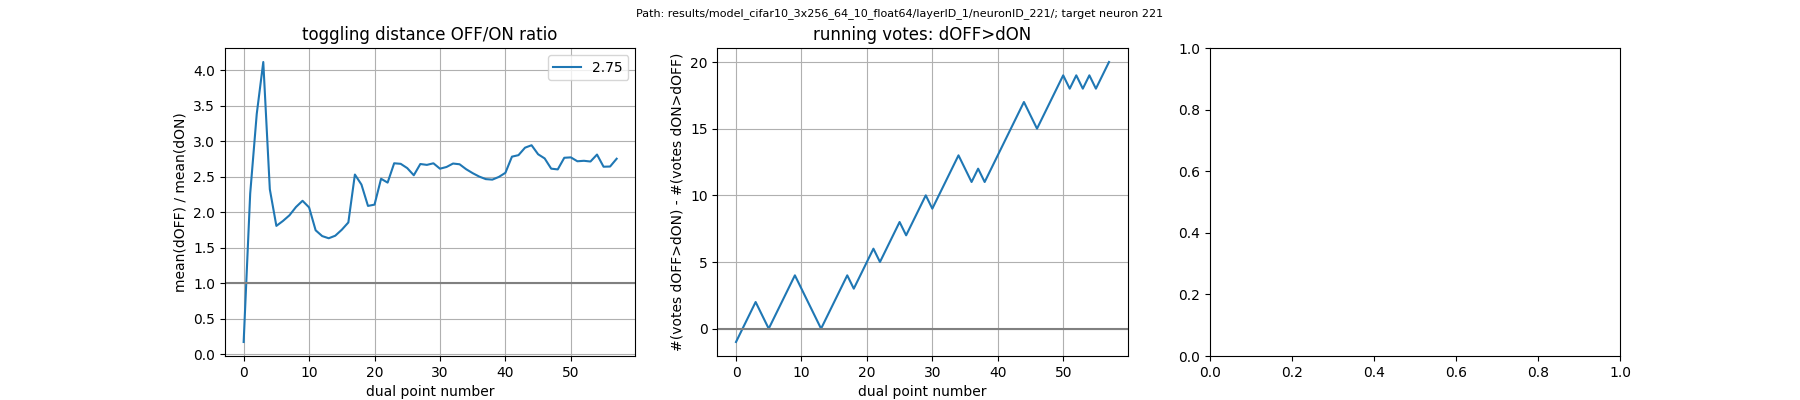 Path: results/model_cifar10_3x256_64_10_float64/layerID_1/neuronID_221/; target neuron 221
toggling distance OFF/ON ratio
mean(dOFF) / mean(dON)
4.0
3.5
3.0
2.5
2.0
1.5
1.0
0.5
0.0
2.75
0 10 20 30 40 50
dual point number
running votes: dOFF>dON
#(votes dOFF>dON) - #(votes dON>dOFF)
20
15
10
5
0
0 10 20 30 40 50
dual point number
1.0
0.8
0.6
0.4
0.2
0.0
0.0 0.2 0.4 0.6 0.8 1.0